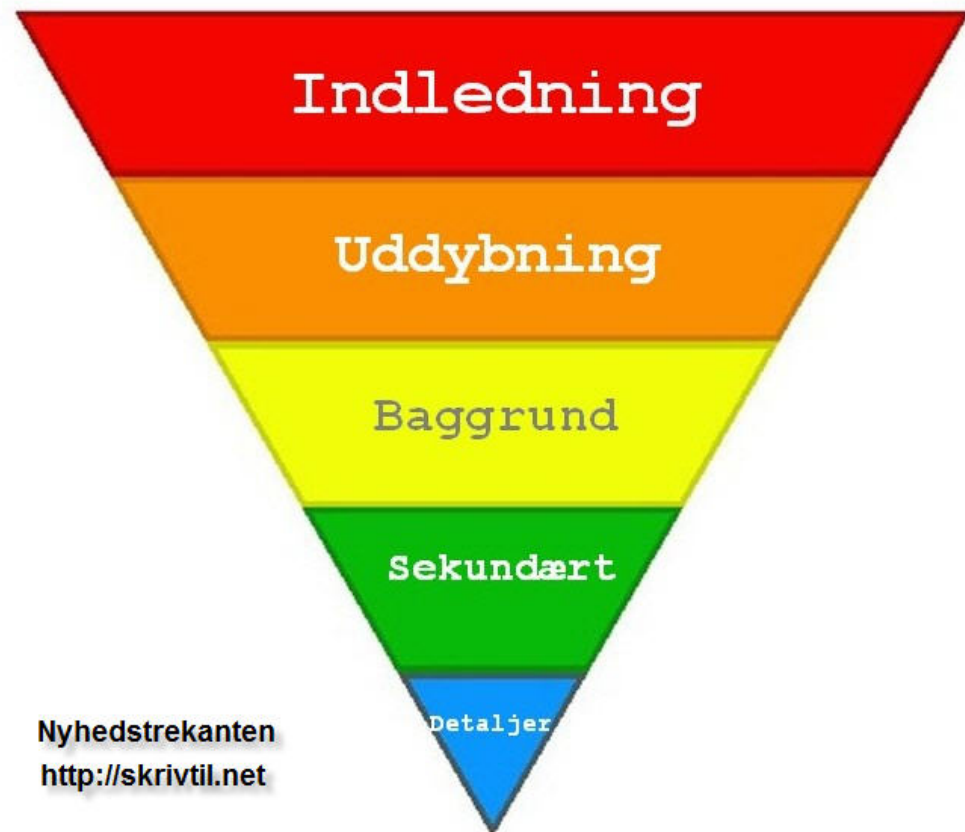 Indledning
Uddybning
Baggrund
Sekundært
Detaljer
Nyhedstrekanten
http://skrivtil.net